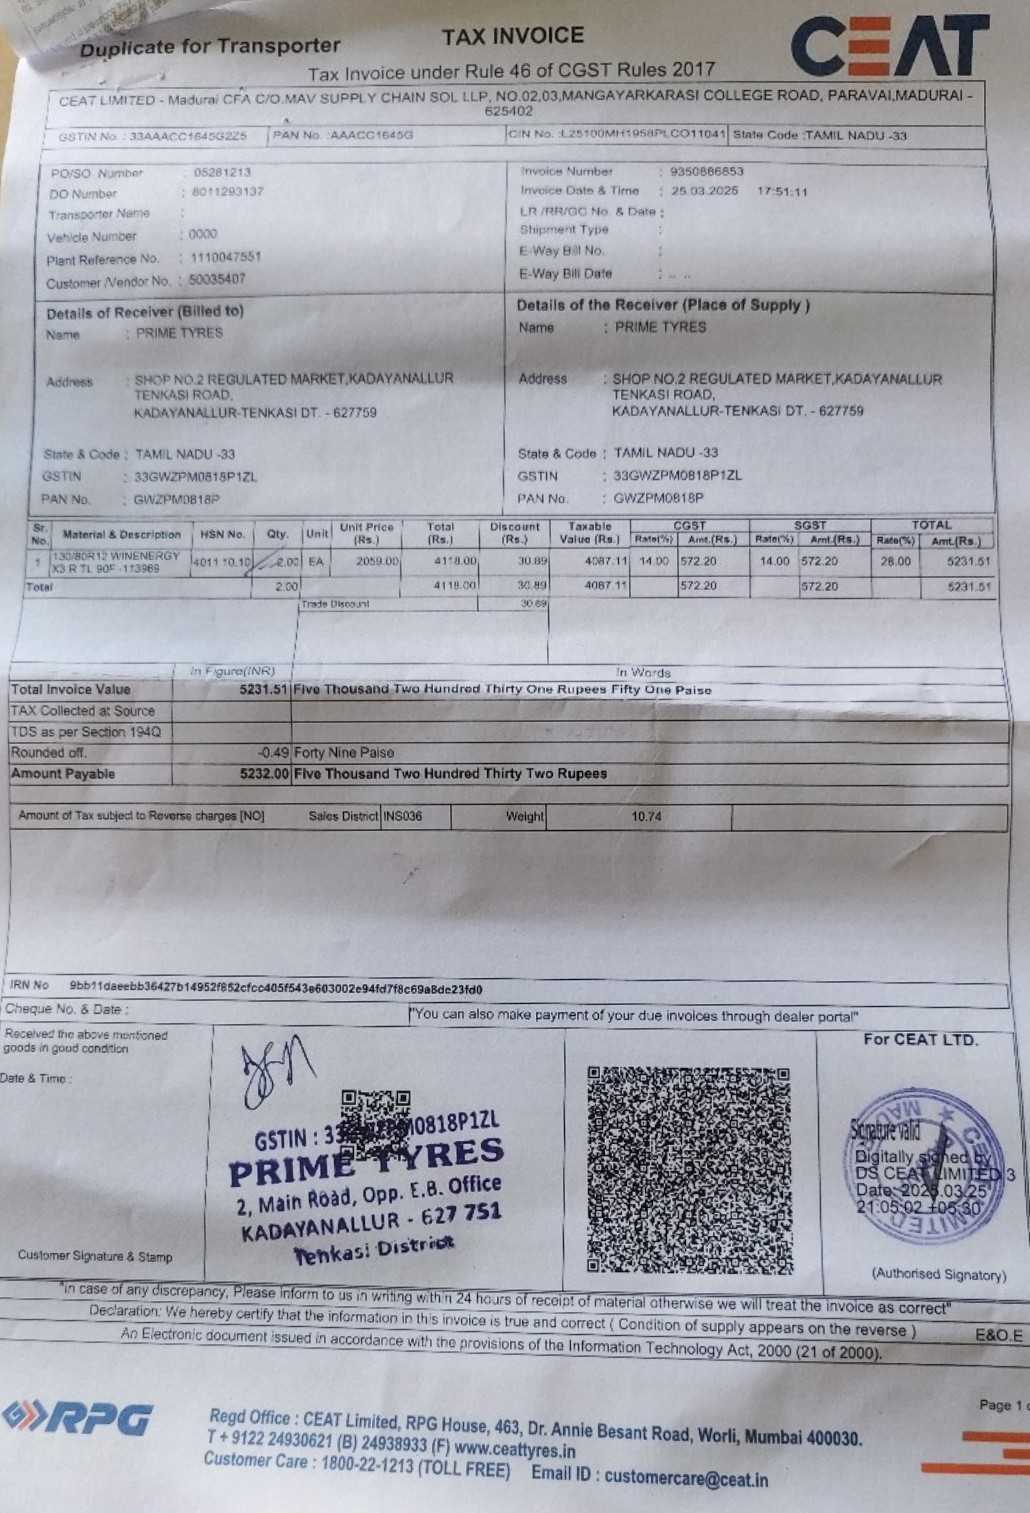 Duplicate for Transporter
TAX INVOICE
CEAT
Tax Invoice under Rule 46 of CGST Rules 2017
CEAT LIMITED - Madurai CFA C/O.MAV SUPPLY CHAIN SOL LLP, NO.02,03,MANGAYARKARASI COLLEGE ROAD, PARAVAI,MADURAI - 625402
GSTIN No : 33AAACC1645G2Z5 PAN No. :AAACC1645G CIN No. :L25100MH1958PLCO11041 State Code :TAMIL NADU -33
PO/SO. Number : 05281213
DO Number : 8011293137
Transporter Name :
Vehicle Number : 0000
Plant Reference No. : 1110047551
Customer /Vendor No. : 50035407
Invoice Number : 9350886853
Invoice Date & Time : 25.03.2025 17:51:11
LR /RR/GC No. & Date :
Shipment Type :
E-Way Bill No. :
E-Way Bill Date : .. ..
Details of Receiver (Billed to)
Name : PRIME TYRES
Address : SHOP NO.2 REGULATED MARKET,KADAYANALLUR
TENKASI ROAD,
KADAYANALLUR-TENKASI DT. - 627759
State & Code : TAMIL NADU -33
GSTIN : 33GWZPM0818P1ZL
PAN No. : GWZPM0818P
Details of the Receiver (Place of Supply )
Name : PRIME TYRES
Address : SHOP NO.2 REGULATED MARKET,KADAYANALLUR
TENKASI ROAD,
KADAYANALLUR-TENKASI DT. - 627759
State & Code : TAMIL NADU -33
GSTIN : 33GWZPM0818P1ZL
PAN No. : GWZPM0818P
Sr. No. Material & Description HSN No. Qty. Unit Unit Price (Rs.) Total (Rs.) Discount (Rs.) Taxable Value (Rs.) CGST SGST TOTAL
Rate(%) Amt.(Rs.) Rate(%) Amt.(Rs.) Rate(%) Amt.(Rs.)
1 130/80R12 WINENERGY X3 R TL 90F -113969 4011 10.10 2.00 EA 2059.00 4118.00 30.89 4087.11 14.00 572.20 14.00 572.20 28.00 5231.51
Total 2.00 4118.00 30.89 4087.11 572.20 572.20 5231.51
Trade Discount 30.89
In Figure(INR) In Words
Total Invoice Value 5231.51 Five Thousand Two Hundred Thirty One Rupees Fifty One Paise
TAX Collected at Source
TDS as per Section 194Q
Rounded off. -0.49 Forty Nine Paise
Amount Payable 5232.00 Five Thousand Two Hundred Thirty Two Rupees
Amount of Tax subject to Reverse charges [NO] Sales District INS036 Weight 10.74
IRN No 9bb11daeebb36427b14952f852cfcc405f543e603002e94fd7f8c69a8dc23fd0
Cheque No. & Date :
"You can also make payment of your due invoices through dealer portal"
Received the above mentioned
goods in good condition
Date & Time :
Customer Signature & Stamp
GSTIN : 33GWZPM0818P1ZL
PRIME TYRES
2, Main Road, Opp. E.B. Office
KADAYANALLUR - 627 751
Tenkasi District
For CEAT LTD.
Signature valid
Digitally signed by
DS CEAT LIMITED 3
Date: 2025.03.25
21:05:02 +05:30
(Authorised Signatory)
"In case of any discrepancy, Please inform to us in writing within 24 hours of receipt of material otherwise we will treat the invoice as correct"
Declaration: We hereby certify that the information in this invoice is true and correct ( Condition of supply appears on the reverse )
E&O.E
An Electronic document issued in accordance with the provisions of the Information Technology Act, 2000 (21 of 2000).
Page 1
RPG
Regd Office : CEAT Limited, RPG House, 463, Dr. Annie Besant Road, Worli, Mumbai 400030.
T + 9122 24930621 (B) 24938933 (F) www.ceattyres.in
Customer Care : 1800-22-1213 (TOLL FREE) Email ID : customercare@ceat.in